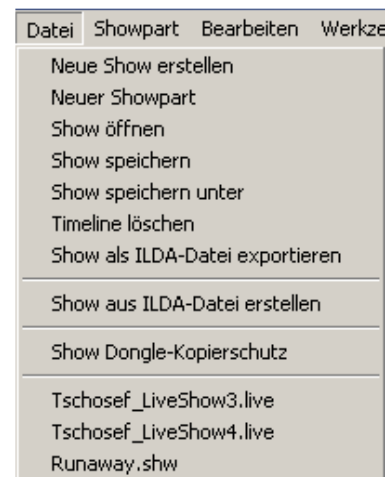 Datei Showpart Bearbeiten Werkze
Neue Show erstellen
Neuer Showpart
Show öffnen
Show speichern
Show speichern unter
Timeline löschen
Show als ILDA-Datei exportieren
Show aus ILDA-Datei erstellen
Show Dongle-Kopierschutz
Tschosef_LiveShow3.live
Tschosef_LiveShow4.live
Runaway.shw